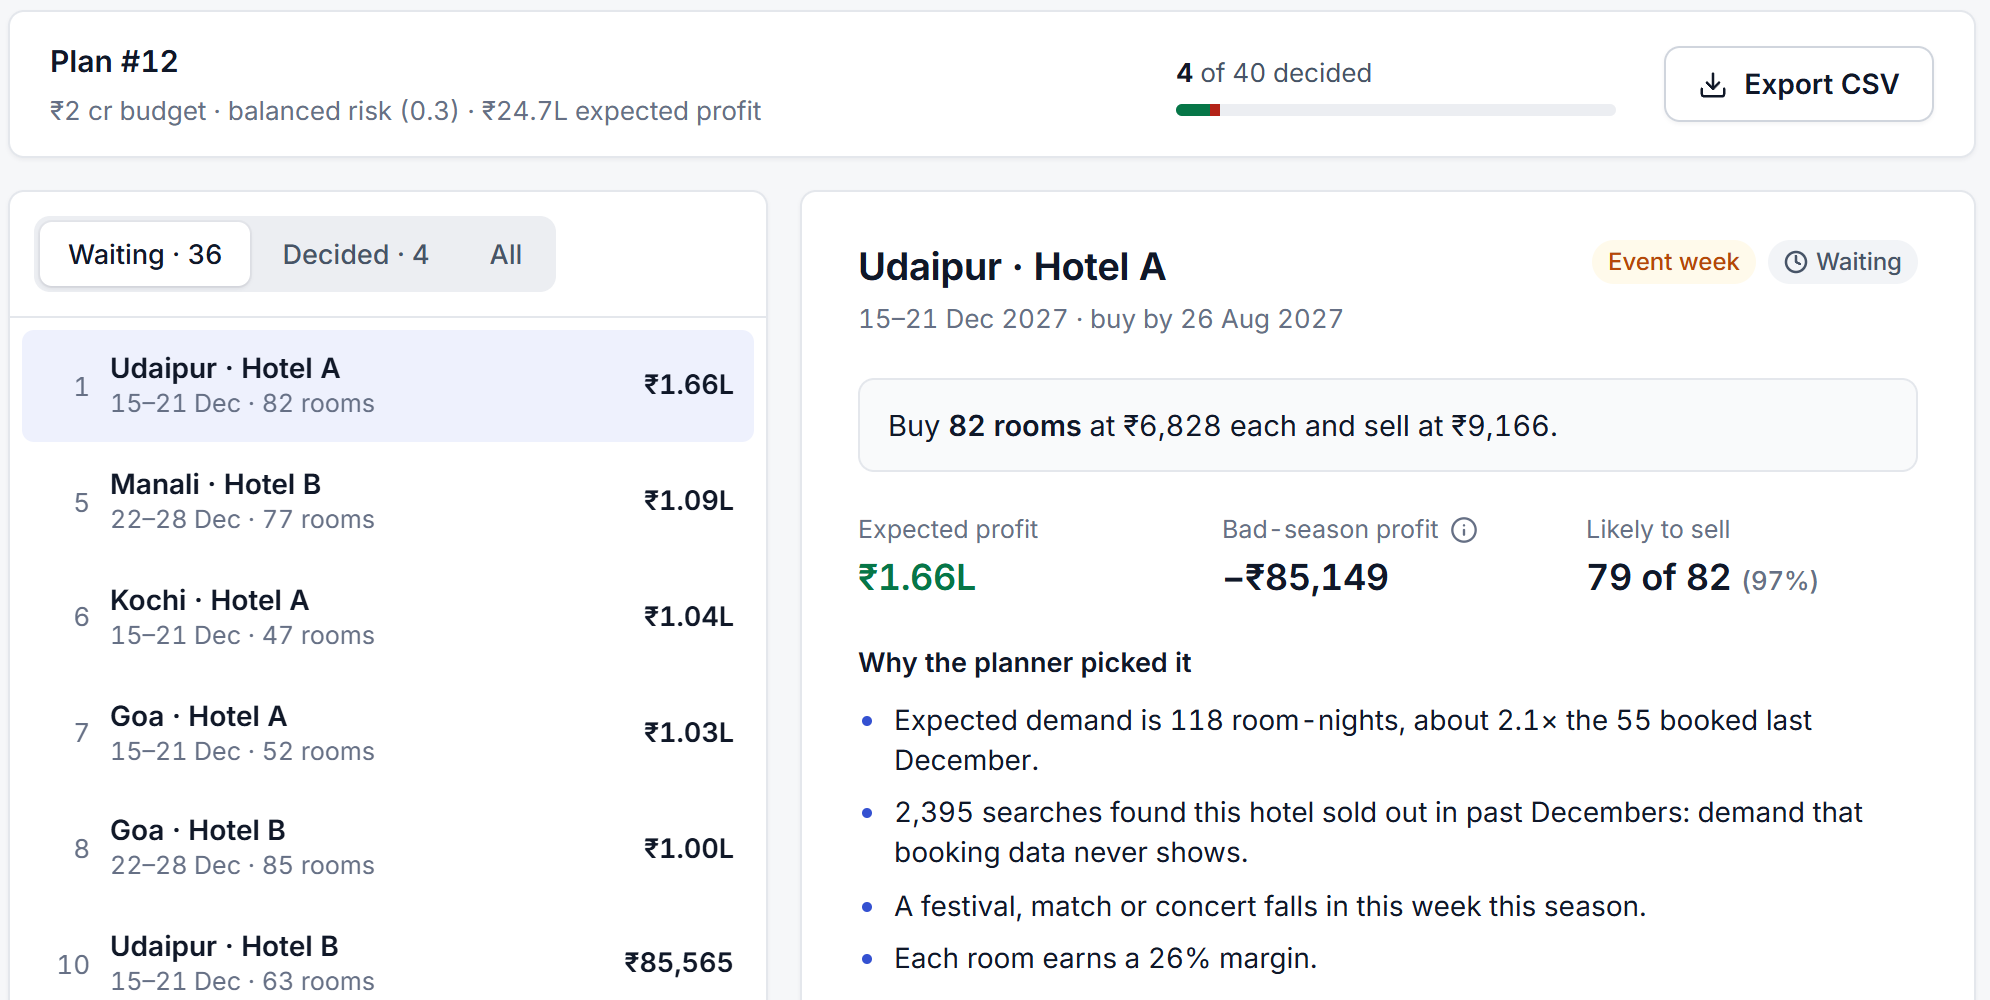 Plan #12
₹2 cr budget · balanced risk (0.3) · ₹24.7L expected profit
4 of 40 decided
Export CSV
Waiting · 36
Decided · 4
All
1
Udaipur · Hotel A
15–21 Dec · 82 rooms
₹1.66L
5
Manali · Hotel B
22–28 Dec · 77 rooms
₹1.09L
6
Kochi · Hotel A
15–21 Dec · 47 rooms
₹1.04L
7
Goa · Hotel A
15–21 Dec · 52 rooms
₹1.03L
8
Goa · Hotel B
22–28 Dec · 85 rooms
₹1.00L
10
Udaipur · Hotel B
15–21 Dec · 63 rooms
₹85,565
Udaipur · Hotel A
Event week
Waiting
15–21 Dec 2027 · buy by 26 Aug 2027
Buy 82 rooms at ₹6,828 each and sell at ₹9,166.
Expected profit
₹1.66L
Bad-season profit
−₹85,149
Likely to sell
79 of 82 (97%)
Why the planner picked it
Expected demand is 118 room-nights, about 2.1× the 55 booked last
December.
2,395 searches found this hotel sold out in past Decembers: demand that
booking data never shows.
A festival, match or concert falls in this week this season.
Each room earns a 26% margin.